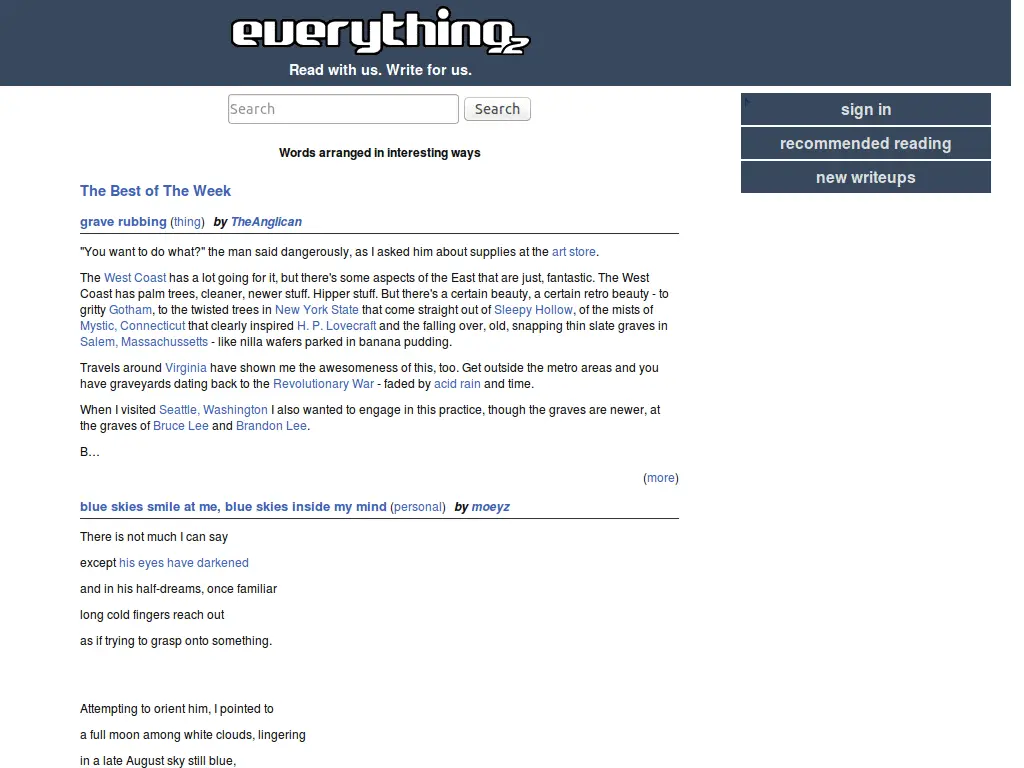 everything2
Read with us. Write for us.
Search
Search
sign in
recommended reading
new writeups
Words arranged in interesting ways
The Best of The Week
grave rubbing (thing) by TheAnglican
"You want to do what?" the man said dangerously, as I asked him about supplies at the art store.
The West Coast has a lot going for it, but there's some aspects of the East that are just, fantastic. The West
Coast has palm trees, cleaner, newer stuff. Hipper stuff. But there's a certain beauty, a certain retro beauty - to
gritty Gotham, to the twisted trees in New York State that come straight out of Sleepy Hollow, of the mists of
Mystic, Connecticut that clearly inspired H. P. Lovecraft and the falling over, old, snapping thin slate graves in
Salem, Massachussetts - like nilla wafers parked in banana pudding.
Travels around Virginia have shown me the awesomeness of this, too. Get outside the metro areas and you
have graveyards dating back to the Revolutionary War - faded by acid rain and time.
When I visited Seattle, Washington I also wanted to engage in this practice, though the graves are newer, at
the graves of Bruce Lee and Brandon Lee.
B…
(more)
blue skies smile at me, blue skies inside my mind (personal) by moeyz
There is not much I can say
except his eyes have darkened
and in his half-dreams, once familiar
long cold fingers reach out
as if trying to grasp onto something.
Attempting to orient him, I pointed to
a full moon among white clouds, lingering
in a late August sky still blue,